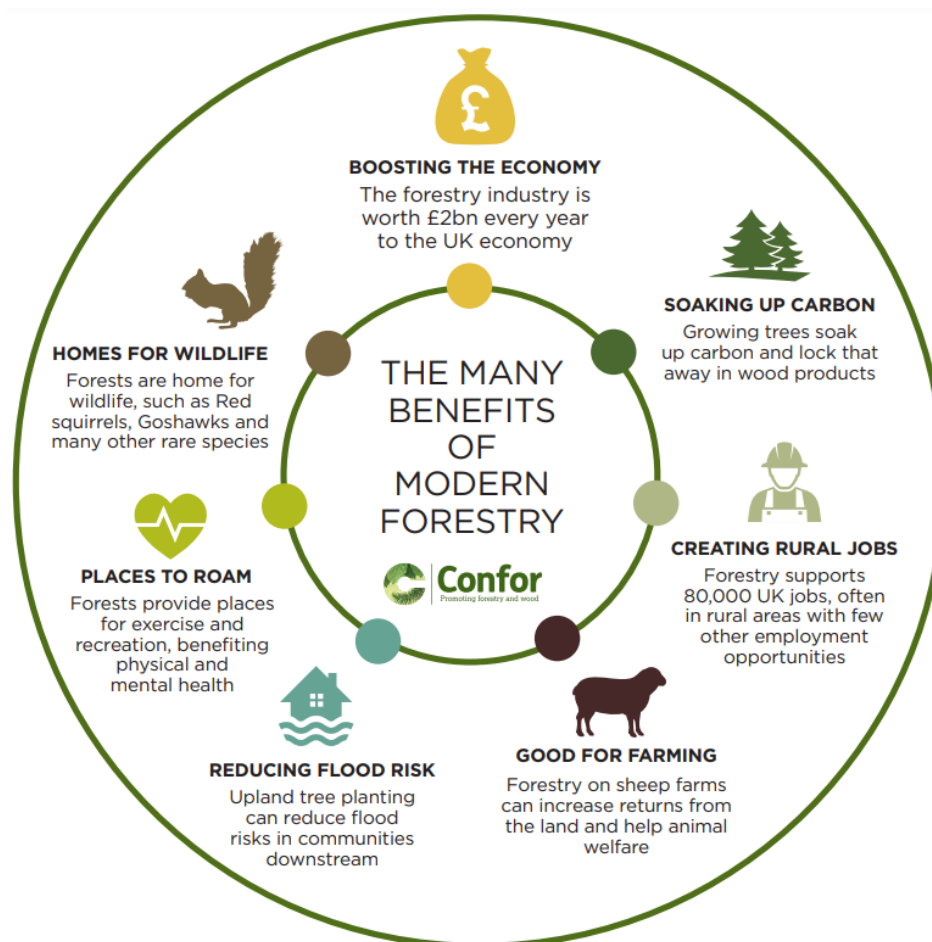 £
BOOSTING THE ECONOMY
The forestry industry is
worth £2bn every year
to the UK economy
SOAKING UP CARBON
Growing trees soak
up carbon and lock that
away in wood products
CREATING RURAL JOBS
Forestry supports
80,000 UK jobs, often
in rural areas with few
other employment
opportunities
GOOD FOR FARMING
Forestry on sheep farms
can increase returns from
the land and help animal
welfare
REDUCING FLOOD RISK
Upland tree planting
can reduce flood
risks in communities
downstream
PLACES TO ROAM
Forests provide places
for exercise and
recreation, benefiting
physical and
mental health
HOMES FOR WILDLIFE
Forests are home for
wildlife, such as Red
squirrels, Goshawks and
many other rare species
THE MANY
BENEFITS
OF
MODERN
FORESTRY
Confor
Promoting forestry and wood